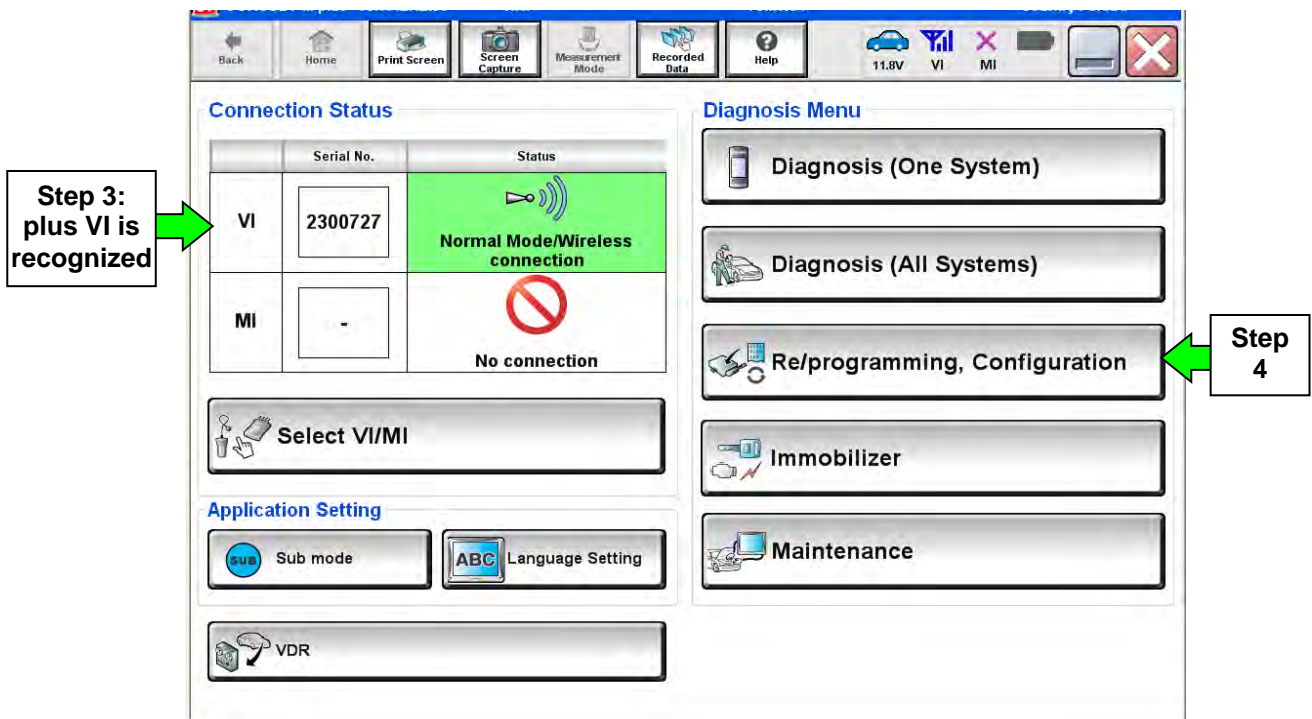 Back
Home
Print Screen
Screen
Capture
Measurement
Mode
Recorded
Data
Help
11.8V
VI
MI
Connection Status
Serial No.
Status
VI
2300727
Normal Mode/Wireless
connection
MI
-
No connection
Select VI/MI
Application Setting
SUB
Sub mode
ABC
Language Setting
VDR
Diagnosis Menu
Diagnosis (One System)
Diagnosis (All Systems)
Re/programming, Configuration
Immobilizer
Maintenance
Step 3:
plus VI is
recognized
Step
4